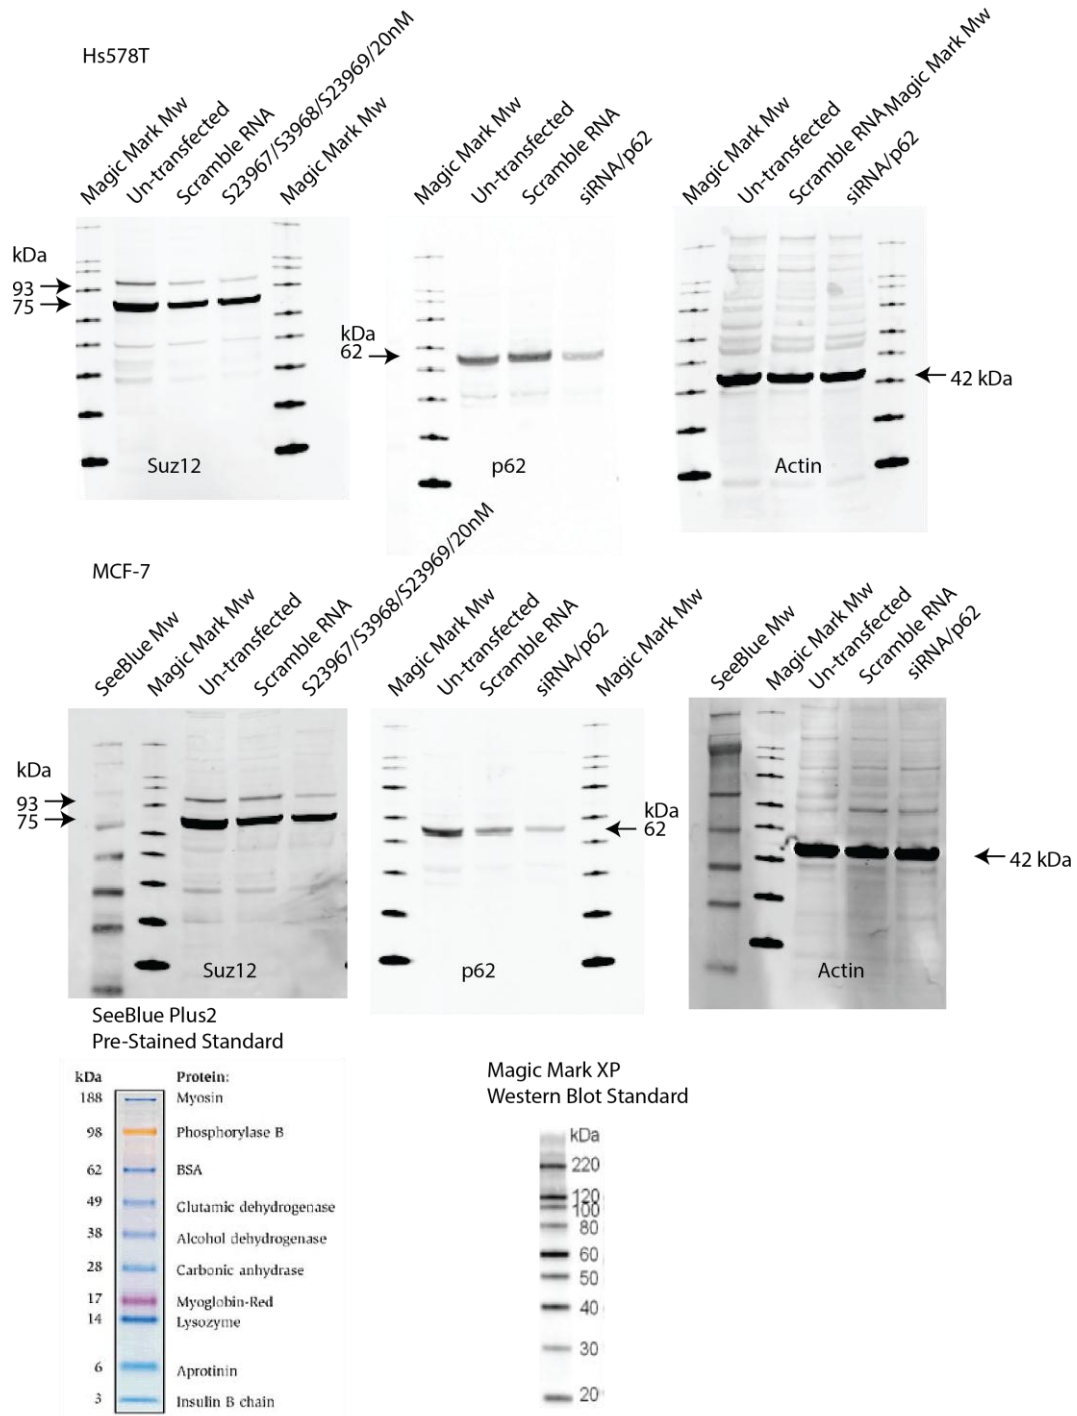 Hs578T
Magic Mark Mw
Un-transfected
Scramble RNA
S23967/S3968/S23969/20nM
Magic Mark Mw
Magic Mark Mw
Un-transfected
Scramble RNA
siRNA/p62
Magic Mark Mw
Un-transfected
Scramble RNA
siRNA/p62
Magic Mark Mw
kDa
93
75
Suz12
kDa
62
p62
42 kDa
Actin
MCF-7
SeeBlue Mw
Magic Mark Mw
Un-transfected
Scramble RNA
S23967/S3968/S23969/20nM
Magic Mark Mw
Un-transfected
Scramble RNA
siRNA/p62
Magic Mark Mw
SeeBlue Mw
Magic Mark Mw
Un-transfected
Scramble RNA
siRNA/p62
kDa
93
75
Suz12
kDa
62
p62
42 kDa
Actin
SeeBlue Plus2
Pre-Stained Standard
kDa Protein:
188 Myosin
98 Phosphorylase B
62 BSA
49 Glutamic dehydrogenase
38 Alcohol dehydrogenase
28 Carbonic anhydrase
17 Myoglobin-Red
14 Lysozyme
6 Aprotinin
3 Insulin B chain
Magic Mark XP
Western Blot Standard
kDa
220
120
100
80
60
50
40
30
20